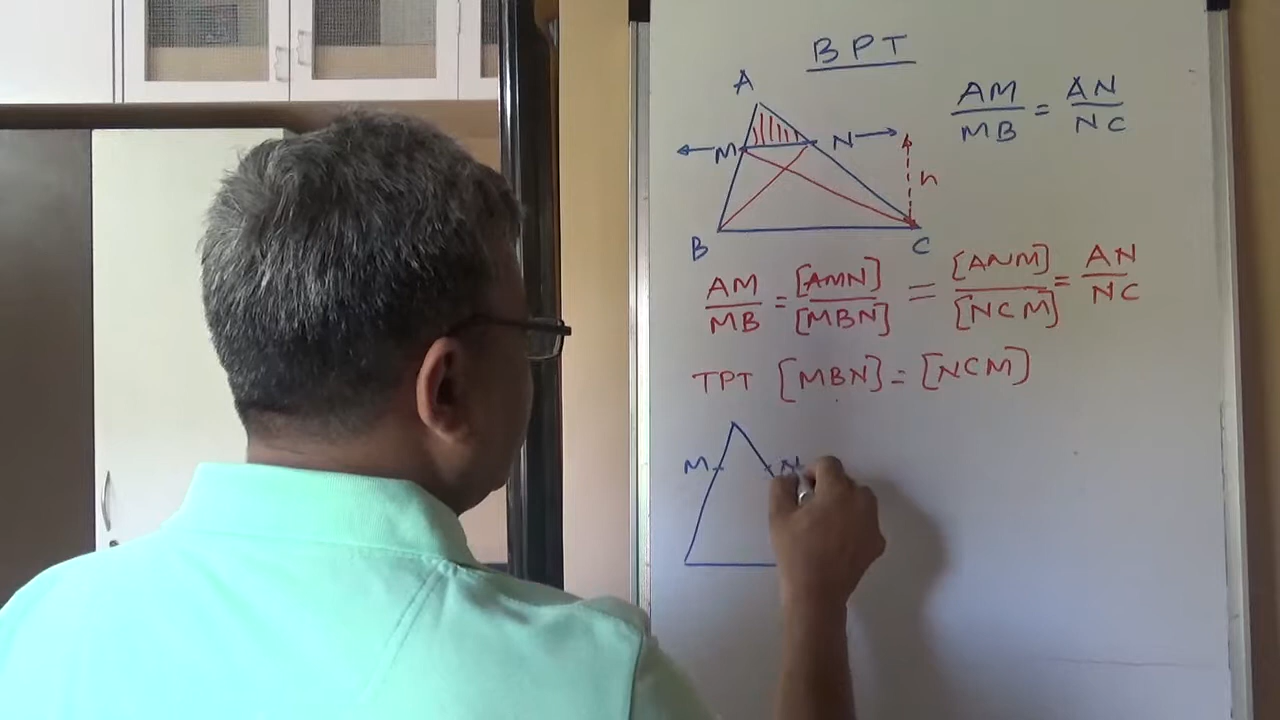 BPT
A
AM/MB = AN/NC
M N
h
B C
AM/MB = [AMN]/[MBN] = [ANM]/[NCM] = AN/NC
TPT [MBN] = [NCM]
M N